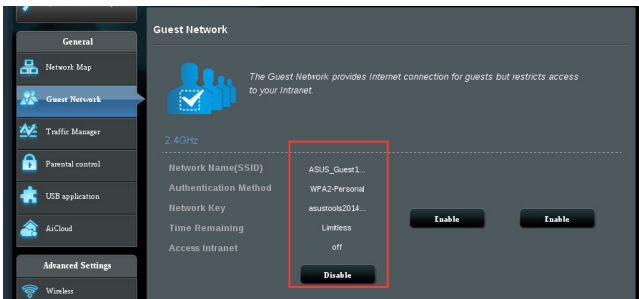 General
Network Map
Guest Network
Traffic Manager
Parental control
USB application
AiCloud
Advanced Settings
Wireless
Guest Network
The Guest Network provides Internet connection for guests but restricts access
to your Intranet.
2.4GHz
Network Name(SSID) ASUS_Guest1...
Authentication Method WPA2-Personal
Network Key asustools2014...
Time Remaining Limitless
Access Intranet off
Disable
Enable
Enable